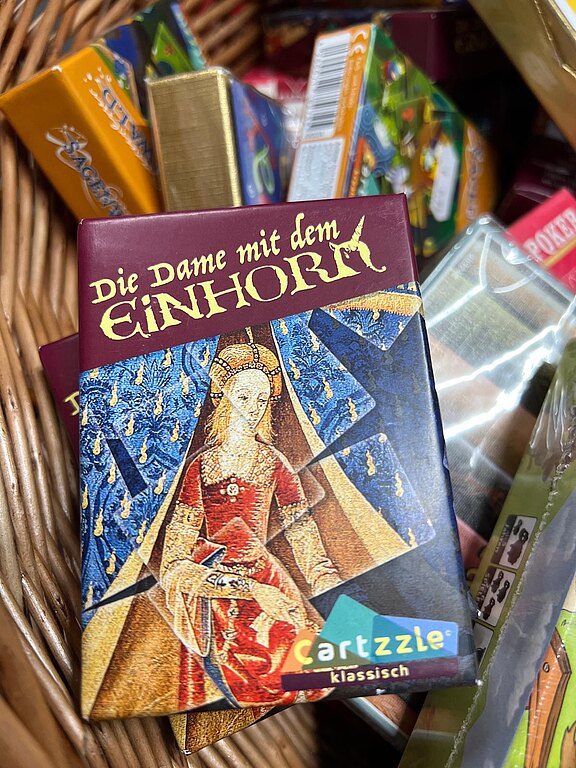 Die Dame mit dem
EiNHORN
cartzzle
klassisch
POKER